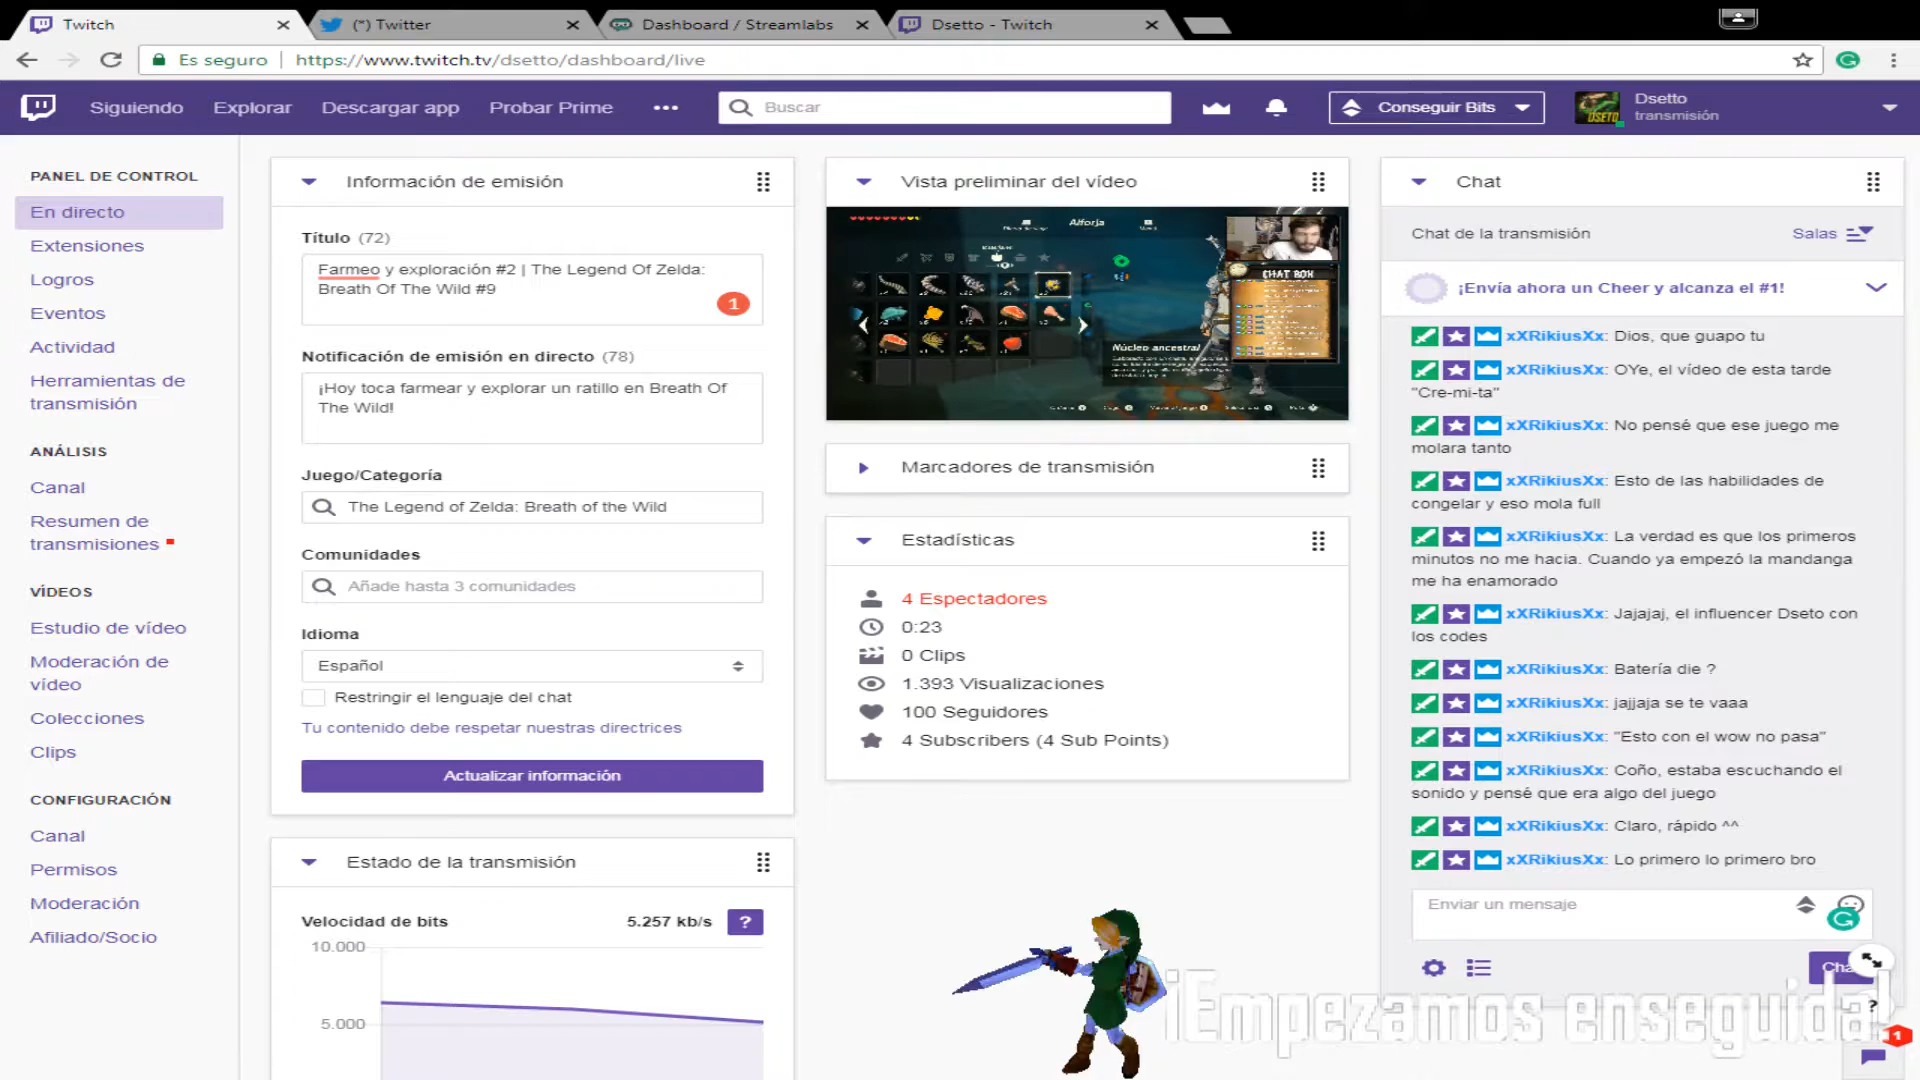 Twitch
(*) Twitter
Dashboard / Streamlabs
Dsetto - Twitch
Es seguro
https://www.twitch.tv/dsetto/dashboard/live
Siguiendo
Explorar
Descargar app
Probar Prime
Buscar
Conseguir Bits
Dsetto
transmisión
PANEL DE CONTROL
En directo
Extensiones
Logros
Eventos
Actividad
Herramientas de
transmisión
ANÁLISIS
Canal
Resumen de
transmisiones
VÍDEOS
Estudio de vídeo
Moderación de
vídeo
Colecciones
Clips
CONFIGURACIÓN
Canal
Permisos
Moderación
Afiliado/Socio
Información de emisión
Título (72)
Farmeo y exploración #2 | The Legend Of Zelda:
Breath Of The Wild #9
1
Notificación de emisión en directo (78)
¡Hoy toca farmear y explorar un ratillo en Breath Of
The Wild!
Juego/Categoría
The Legend of Zelda: Breath of the Wild
Comunidades
Añade hasta 3 comunidades
Idioma
Español
Restringir el lenguaje del chat
Tu contenido debe respetar nuestras directrices
Actualizar información
Estado de la transmisión
Velocidad de bits
5.257 kb/s
?
10.000
5.000
Vista preliminar del vídeo
Alforja
CHAT BOX
Núcleo ancestral
Marcadores de transmisión
Estadísticas
4 Espectadores
0:23
0 Clips
1.393 Visualizaciones
100 Seguidores
4 Subscribers (4 Sub Points)
Chat
Chat de la transmisión
Salas
¡Envía ahora un Cheer y alcanza el #1!
xXRikiusXx: Dios, que guapo tu
xXRikiusXx: OYe, el vídeo de esta tarde
"Cre-mi-ta"
xXRikiusXx: No pensé que ese juego me
molara tanto
xXRikiusXx: Esto de las habilidades de
congelar y eso mola full
xXRikiusXx: La verdad es que los primeros
minutos no me hacia. Cuando ya empezó la mandanga
me ha enamorado
xXRikiusXx: Jajajaj, el influencer Dseto con
los codes
xXRikiusXx: Batería die ?
xXRikiusXx: jajjaja se te vaaa
xXRikiusXx: "Esto con el wow no pasa"
xXRikiusXx: Coño, estaba escuchando el
sonido y pensé que era algo del juego
xXRikiusXx: Claro, rápido ^^
xXRikiusXx: Lo primero lo primero bro
Enviar un mensaje
¡Empezamos enseguida!
?
1